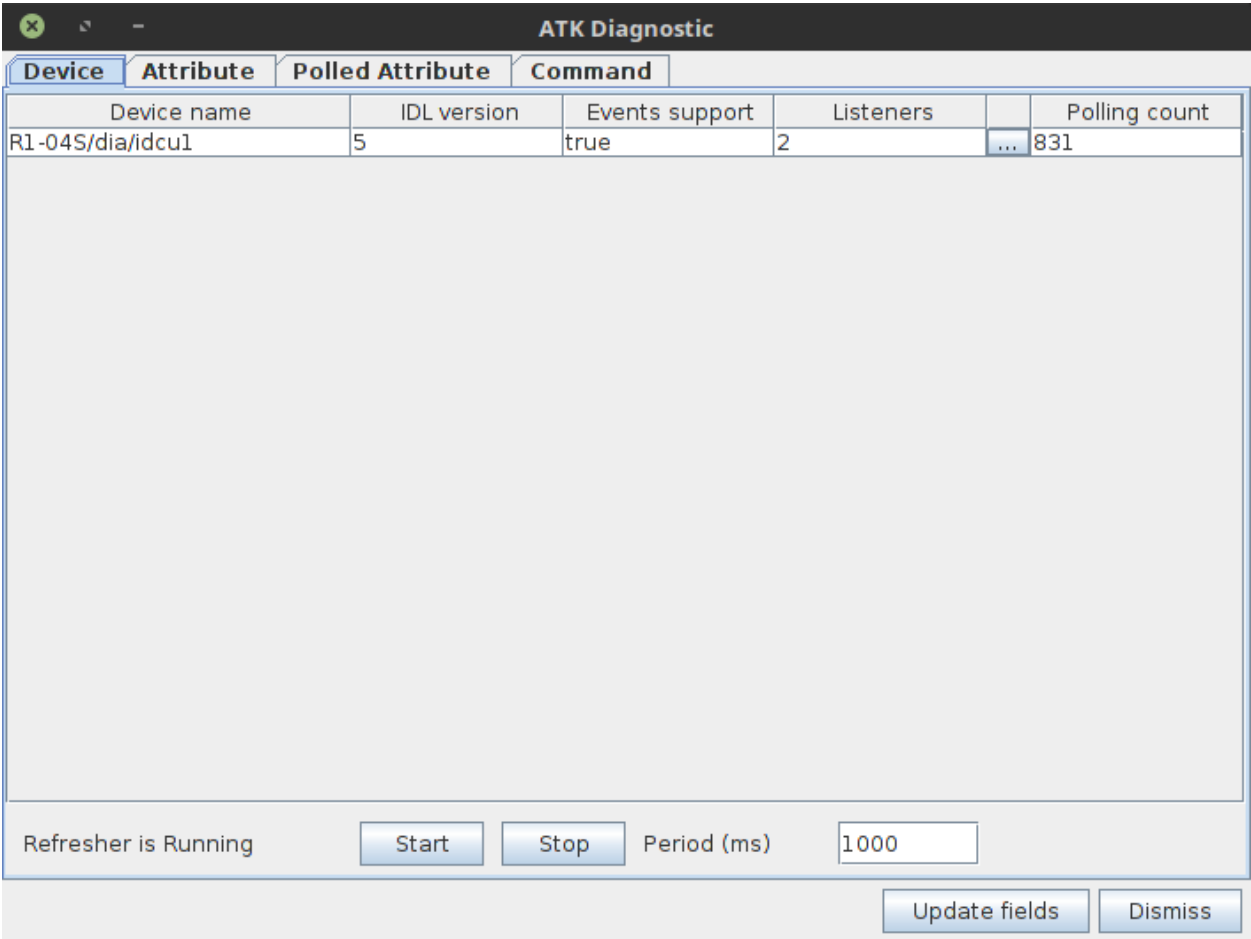 ATK Diagnostic
Device Attribute Polled Attribute Command
Device name IDL version Events support Listeners Polling count
R1-04S/dia/idcu1 5 true 2 ... 831
Refresher is Running Start Stop Period (ms) 1000
Update fields Dismiss